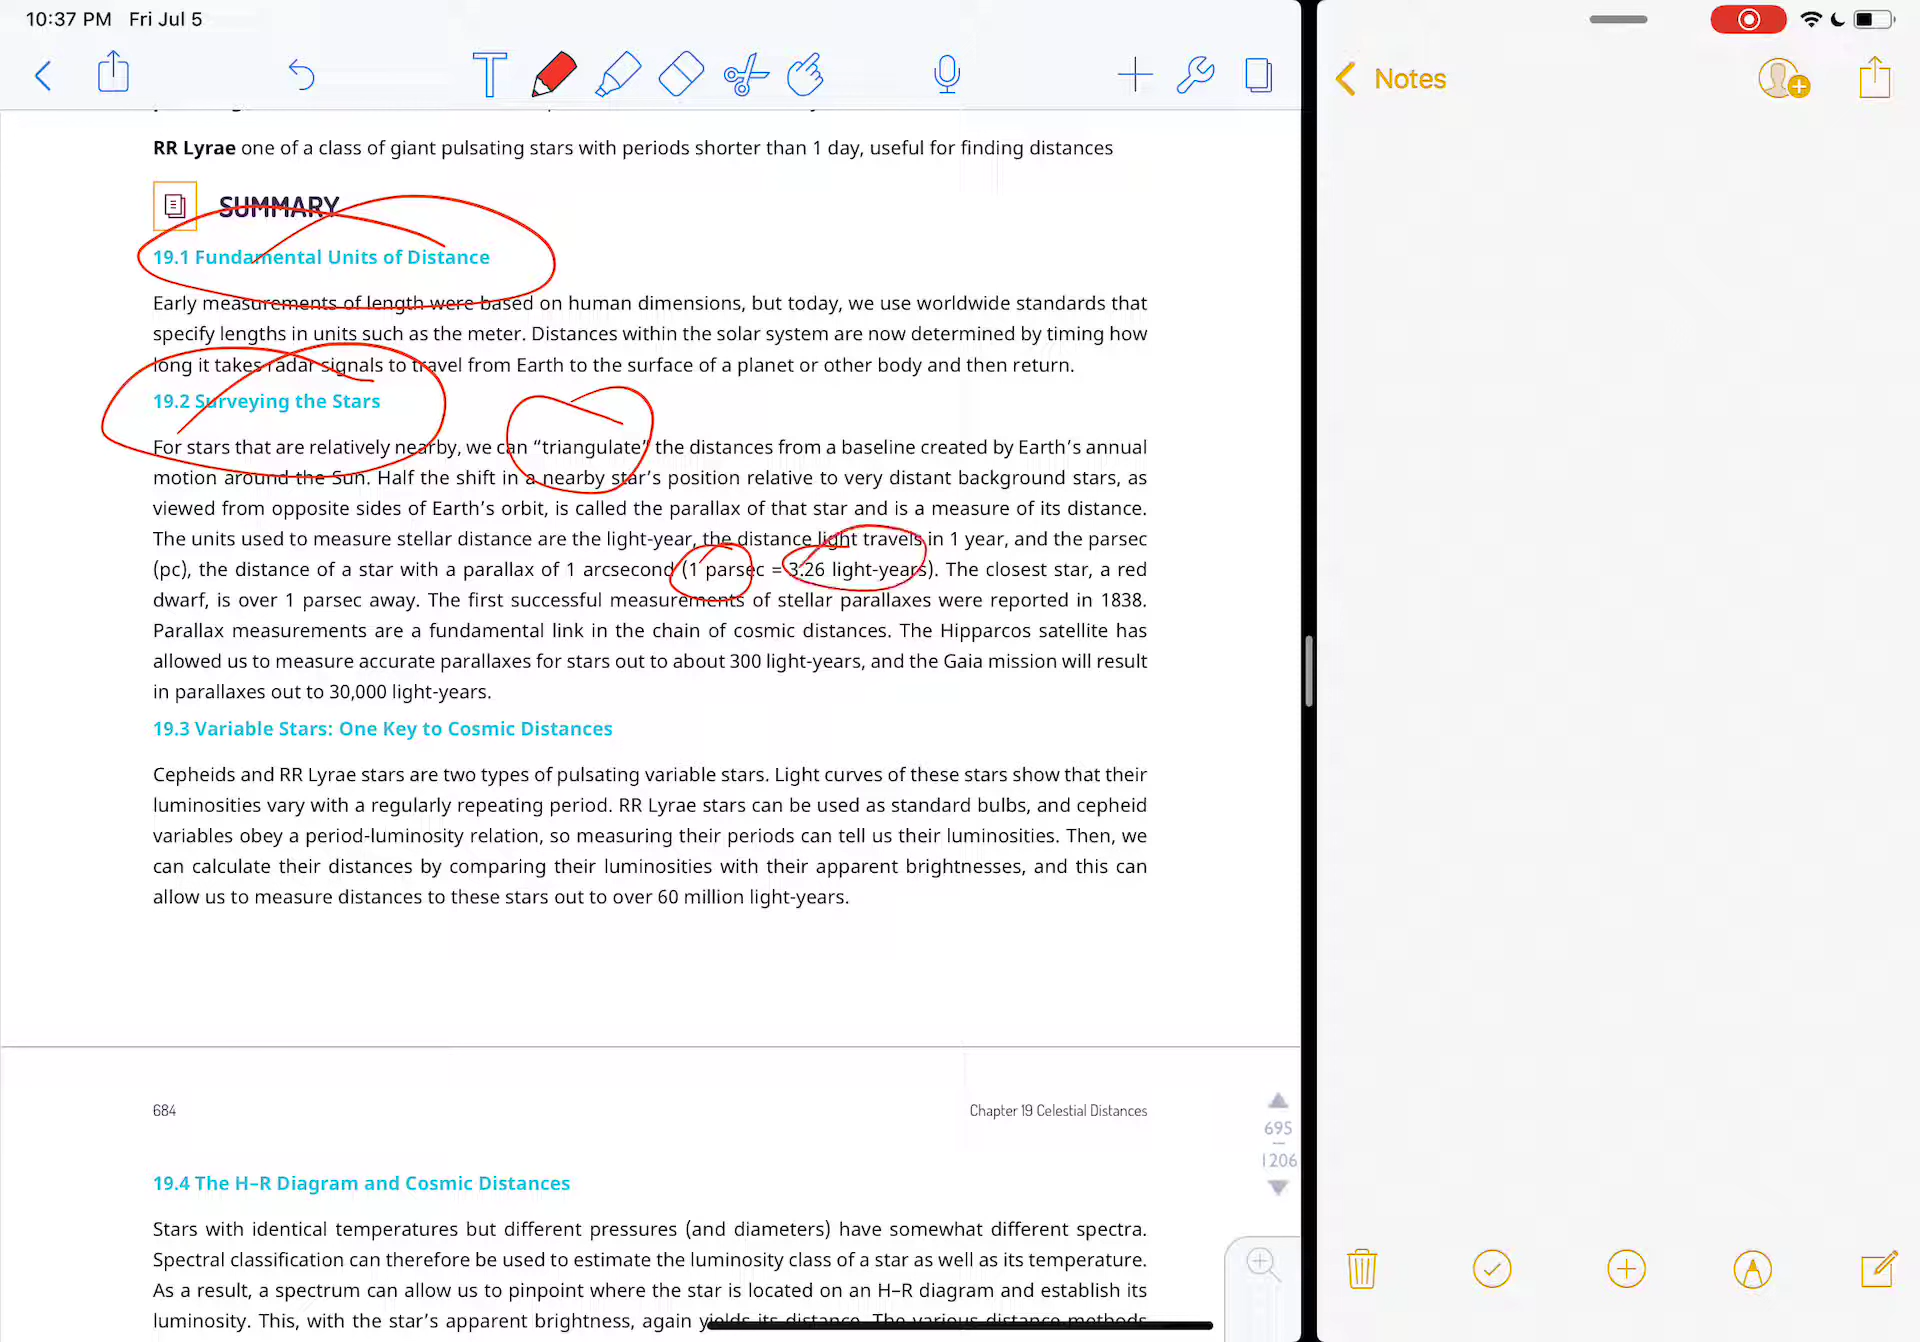 10:37 PM Fri Jul 5
Notes
RR Lyrae one of a class of giant pulsating stars with periods shorter than 1 day, useful for finding distances
SUMMARY
19.1 Fundamental Units of Distance
Early measurements of length were based on human dimensions, but today, we use worldwide standards that
specify lengths in units such as the meter. Distances within the solar system are now determined by timing how
long it takes radar signals to travel from Earth to the surface of a planet or other body and then return.
19.2 Surveying the Stars
For stars that are relatively nearby, we can “triangulate” the distances from a baseline created by Earth’s annual
motion around the Sun. Half the shift in a nearby star’s position relative to very distant background stars, as
viewed from opposite sides of Earth’s orbit, is called the parallax of that star and is a measure of its distance.
The units used to measure stellar distance are the light-year, the distance light travels in 1 year, and the parsec
(pc), the distance of a star with a parallax of 1 arcsecond (1 parsec = 3.26 light-years). The closest star, a red
dwarf, is over 1 parsec away. The first successful measurements of stellar parallaxes were reported in 1838.
Parallax measurements are a fundamental link in the chain of cosmic distances. The Hipparcos satellite has
allowed us to measure accurate parallaxes for stars out to about 300 light-years, and the Gaia mission will result
in parallaxes out to 30,000 light-years.
19.3 Variable Stars: One Key to Cosmic Distances
Cepheids and RR Lyrae stars are two types of pulsating variable stars. Light curves of these stars show that their
luminosities vary with a regularly repeating period. RR Lyrae stars can be used as standard bulbs, and cepheid
variables obey a period-luminosity relation, so measuring their periods can tell us their luminosities. Then, we
can calculate their distances by comparing their luminosities with their apparent brightnesses, and this can
allow us to measure distances to these stars out to over 60 million light-years.
684
Chapter 19 Celestial Distances
695
1206
19.4 The H–R Diagram and Cosmic Distances
Stars with identical temperatures but different pressures (and diameters) have somewhat different spectra.
Spectral classification can therefore be used to estimate the luminosity class of a star as well as its temperature.
As a result, a spectrum can allow us to pinpoint where the star is located on an H–R diagram and establish its
luminosity. This, with the star’s apparent brightness, again yields its distance. The various distance methods